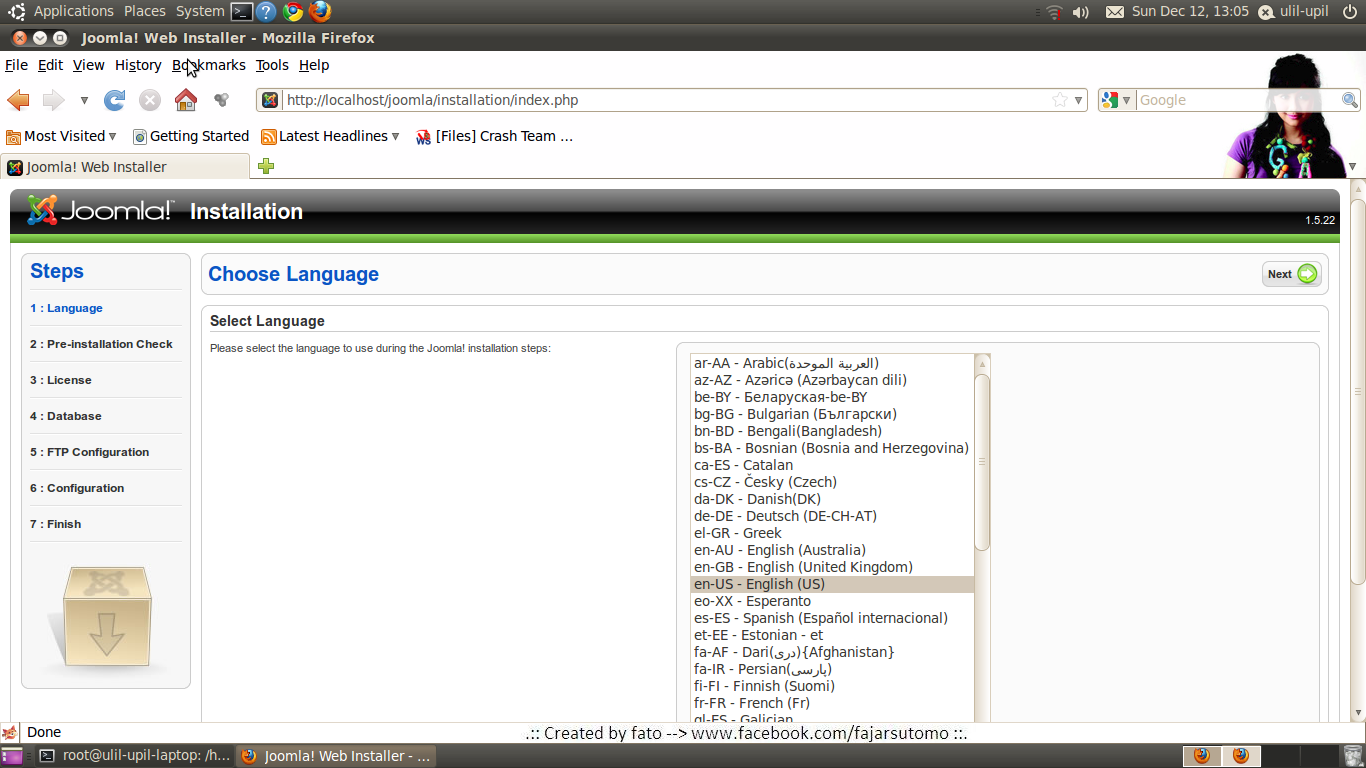 Applications Places System Sun Dec 12, 13:05 ulil-upil
Joomla! Web Installer - Mozilla Firefox
File Edit View History Bookmarks Tools Help
http://localhost/joomla/installation/index.php Google
Most Visited Getting Started Latest Headlines [Files] Crash Team ...
Joomla! Web Installer
Joomla!™ Installation 1.5.22
Steps
1 : Language
2 : Pre-installation Check
3 : License
4 : Database
5 : FTP Configuration
6 : Configuration
7 : Finish
Choose Language
Next
Select Language
Please select the language to use during the Joomla! installation steps:
ar-AA - Arabic(العربية الموحدة)
az-AZ - Azəricə (Azərbaycan dili)
be-BY - Беларуская-be-BY
bg-BG - Bulgarian (Български)
bn-BD - Bengali(Bangladesh)
bs-BA - Bosnian (Bosnia and Herzegovina)
ca-ES - Catalan
cs-CZ - Česky (Czech)
da-DK - Danish(DK)
de-DE - Deutsch (DE-CH-AT)
el-GR - Greek
en-AU - English (Australia)
en-GB - English (United Kingdom)
en-US - English (US)
eo-XX - Esperanto
es-ES - Spanish (Español internacional)
et-EE - Estonian - et
fa-AF - Dari(دری){Afghanistan}
fa-IR - Persian(پارسی)
fi-FI - Finnish (Suomi)
fr-FR - French (Fr)
gl-ES - Galician
Done
.:: Created by fato --> www.facebook.com/fajarsutomo ::.
root@ulil-upil-laptop: /h... Joomla! Web Installer - ...